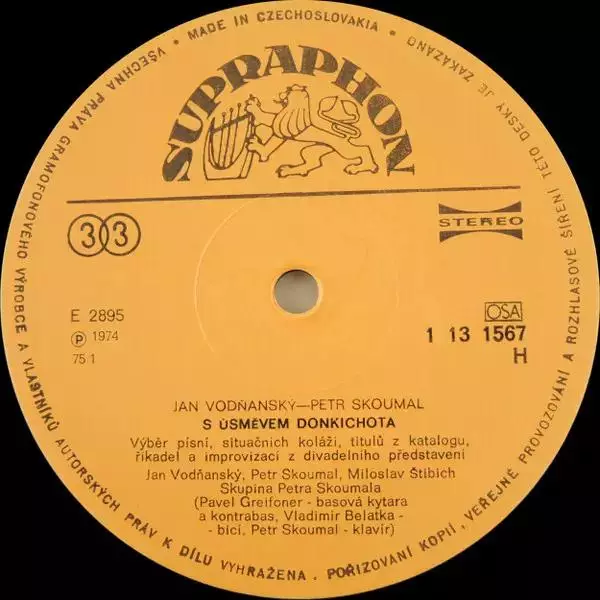 VŠECHNA PRÁVA GRAMOFONOVÉHO VÝROBCE A VLASTNÍKŮ AUTORSKÝCH PRÁV K DÍLU VYHRAŽENA. POŘIZOVÁNÍ KOPIÍ, VEŘEJNÉ PROVOZOVÁNÍ A ROZHLASOVÉ ŠÍŘENÍ TÉTO DESKY JE ZAKÁZÁNO • MADE IN CZECHOSLOVAKIA •
SUPRAPHON
33
STEREO
E 2895
℗ 1974
75 1
OSA
1 13 1567
H
JAN VODŇANSKÝ—PETR SKOUMAL
S ÚSMĚVEM DONKICHOTA
Výběr písní, situačních koláží, titulů z katalogu,
říkadel a improvizací z divadelního představení
Jan Vodňanský, Petr Skoumal, Miloslav Štibich
Skupina Petra Skoumala
(Pavel Greifoner - basová kytara
a kontrabas, Vladimir Belatka -
- bicí, Petr Skoumal - klavír)